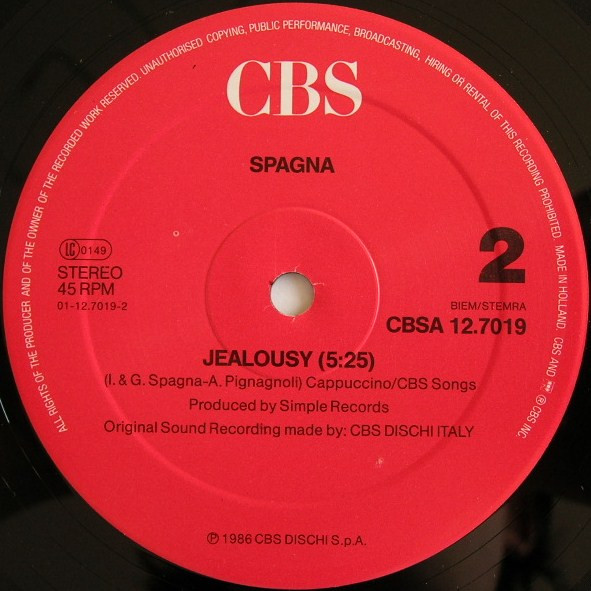 ALL RIGHTS OF THE PRODUCER AND OF THE OWNER OF THE RECORDED WORK RESERVED. UNAUTHORISED COPYING, PUBLIC PERFORMANCE, BROADCASTING, HIRING OR RENTAL OF THIS RECORDING PROHIBITED. MADE IN HOLLAND. CBS AND ® CBS INC.
CBS
SPAGNA
LC 0149
STEREO
45 RPM
01-12.7019-2
2
BIEM/STEMRA
CBSA 12.7019
JEALOUSY (5:25)
(I. & G. Spagna-A. Pignagnoli) Cappuccino/CBS Songs
Produced by Simple Records
Original Sound Recording made by: CBS DISCHI ITALY
℗ 1986 CBS DISCHI S.p.A.